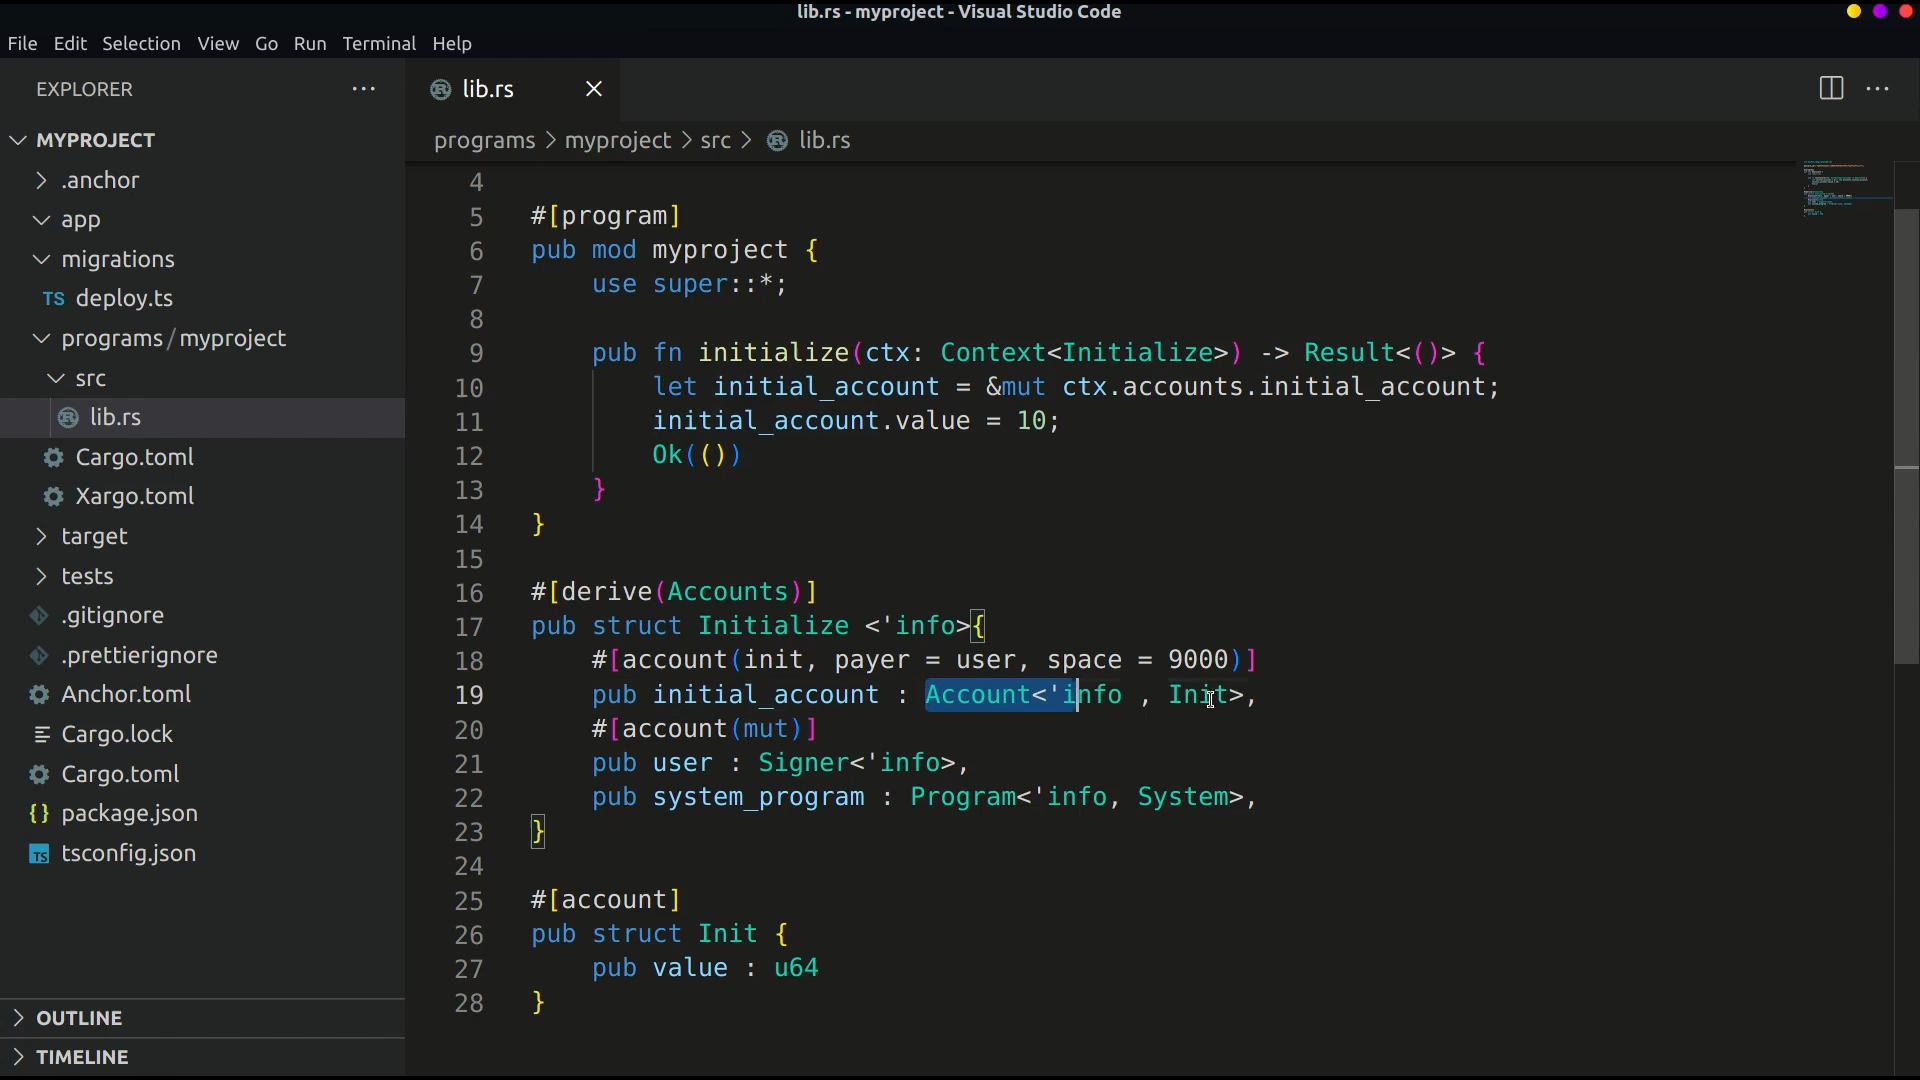 lib.rs - myproject - Visual Studio Code
File Edit Selection View Go Run Terminal Help
EXPLORER
MYPROJECT
.anchor
app
migrations
TS deploy.ts
programs / myproject
src
lib.rs
Cargo.toml
Xargo.toml
target
tests
.gitignore
.prettierignore
Anchor.toml
Cargo.lock
Cargo.toml
{} package.json
TS tsconfig.json
OUTLINE
TIMELINE
lib.rs
programs > myproject > src > lib.rs
4
5 #[program]
6 pub mod myproject {
7     use super::*;
8
9     pub fn initialize(ctx: Context<Initialize>) -> Result<()> {
10         let initial_account = &mut ctx.accounts.initial_account;
11         initial_account.value = 10;
12         Ok(())
13     }
14 }
15
16 #[derive(Accounts)]
17 pub struct Initialize <'info>{
18     #[account(init, payer = user, space = 9000)]
19     pub initial_account : Account<'info , Init>,
20     #[account(mut)]
21     pub user : Signer<'info>,
22     pub system_program : Program<'info, System>,
23 }
24
25 #[account]
26 pub struct Init {
27     pub value : u64
28 }